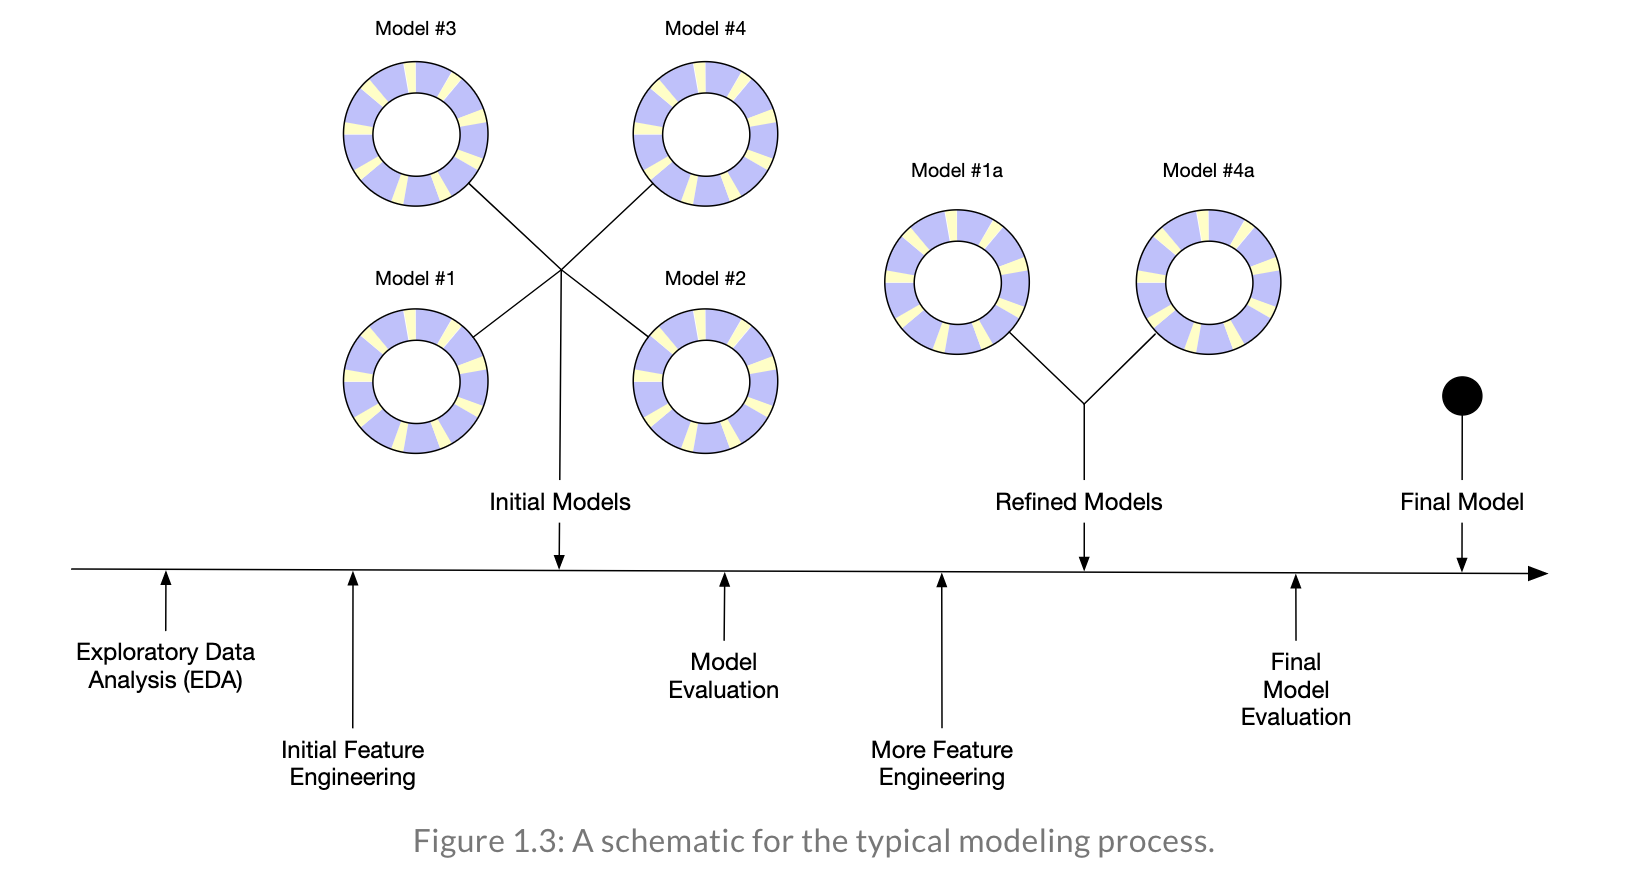 Model #3
Model #4
Model #1a
Model #4a
Model #1
Model #2
Initial Models
Refined Models
Final Model
Exploratory Data
Analysis (EDA)
Model
Evaluation
Final
Model
Evaluation
Initial Feature
Engineering
More Feature
Engineering
Figure 1.3: A schematic for the typical modeling process.